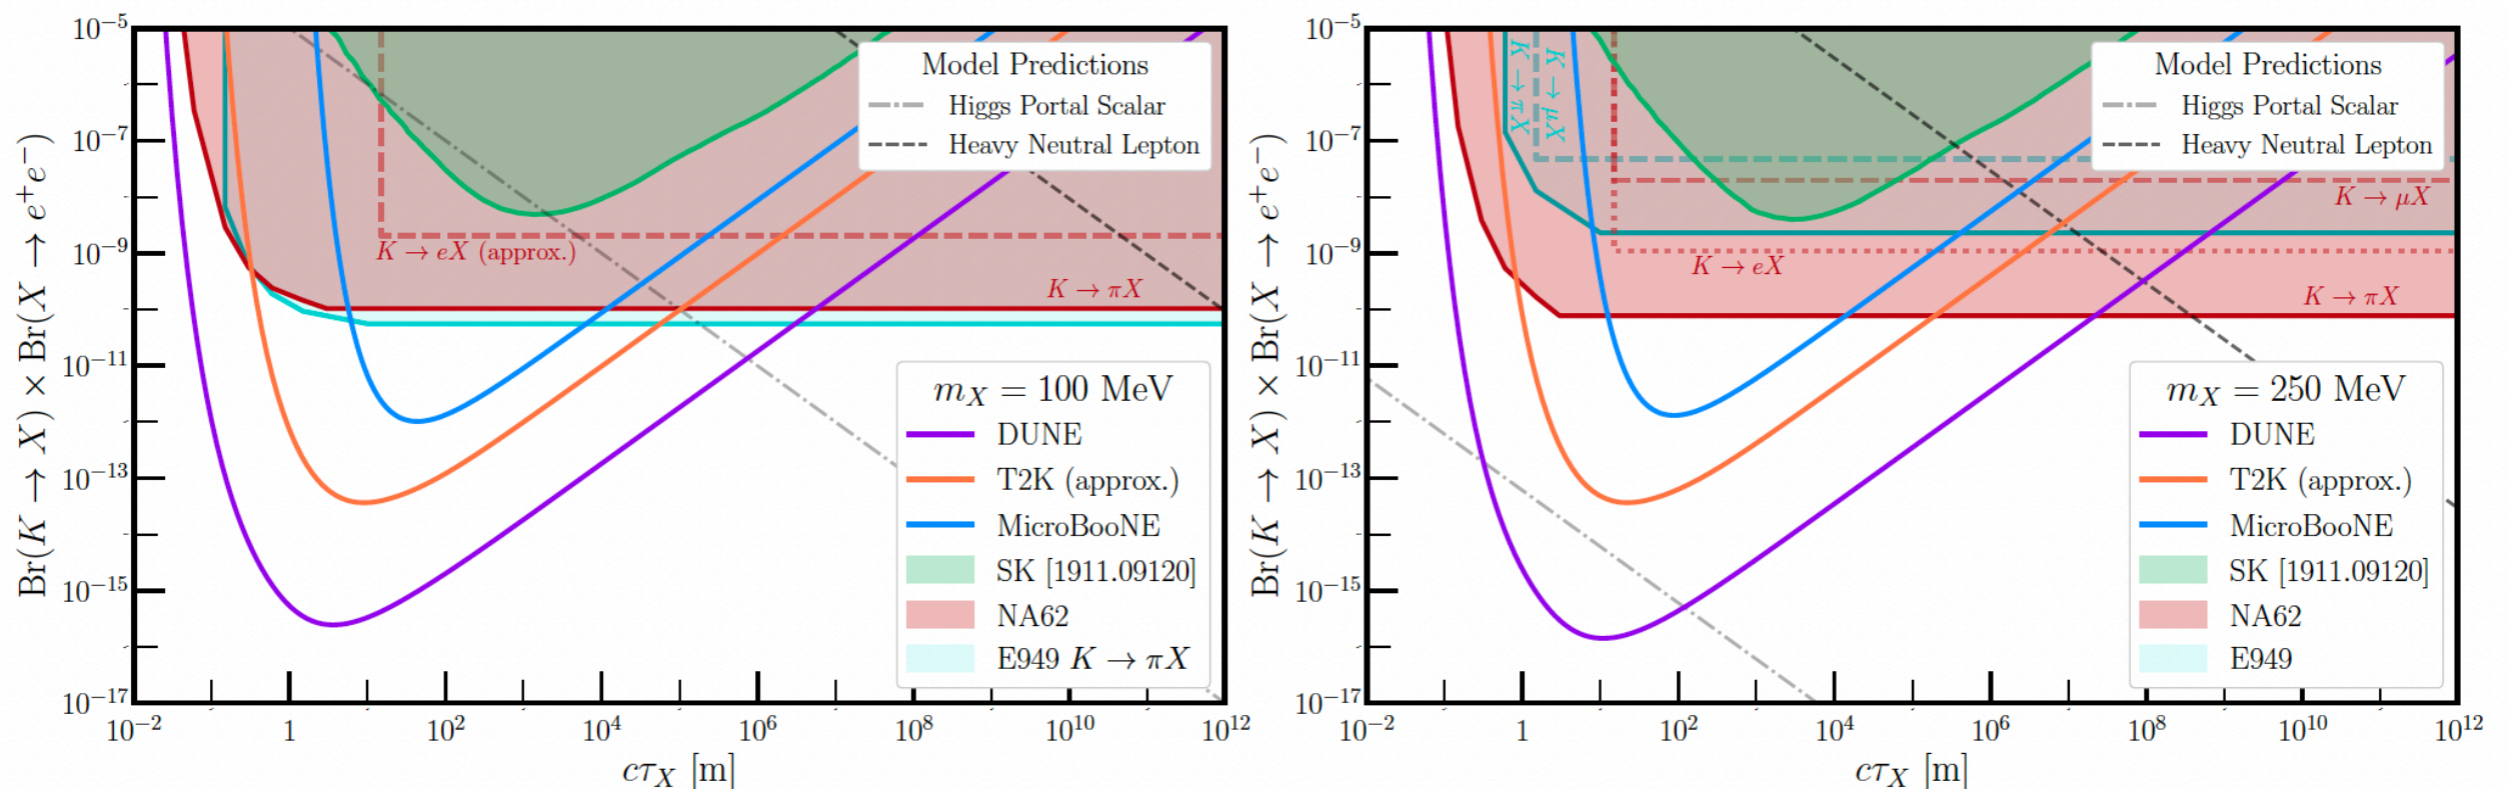 10⁻⁵
10⁻⁷
10⁻⁹
10⁻¹¹
10⁻¹³
10⁻¹⁵
10⁻¹⁷
Br(K → X) × Br(X → e⁺e⁻)
Model Predictions
Higgs Portal Scalar
Heavy Neutral Lepton
K → eX (approx.)
K → πX
m_X = 100 MeV
DUNE
T2K (approx.)
MicroBooNE
SK [1911.09120]
NA62
E949 K → πX
10⁻² 1 10² 10⁴ 10⁶ 10⁸ 10¹⁰ 10¹²
cτ_X [m]
10⁻⁵
10⁻⁷
10⁻⁹
10⁻¹¹
10⁻¹³
10⁻¹⁵
10⁻¹⁷
Br(K → X) × Br(X → e⁺e⁻)
K → πX
K → μX
Model Predictions
Higgs Portal Scalar
Heavy Neutral Lepton
K → μX
K → eX
K → πX
m_X = 250 MeV
DUNE
T2K (approx.)
MicroBooNE
SK [1911.09120]
NA62
E949
10⁻² 1 10² 10⁴ 10⁶ 10⁸ 10¹⁰ 10¹²
cτ_X [m]